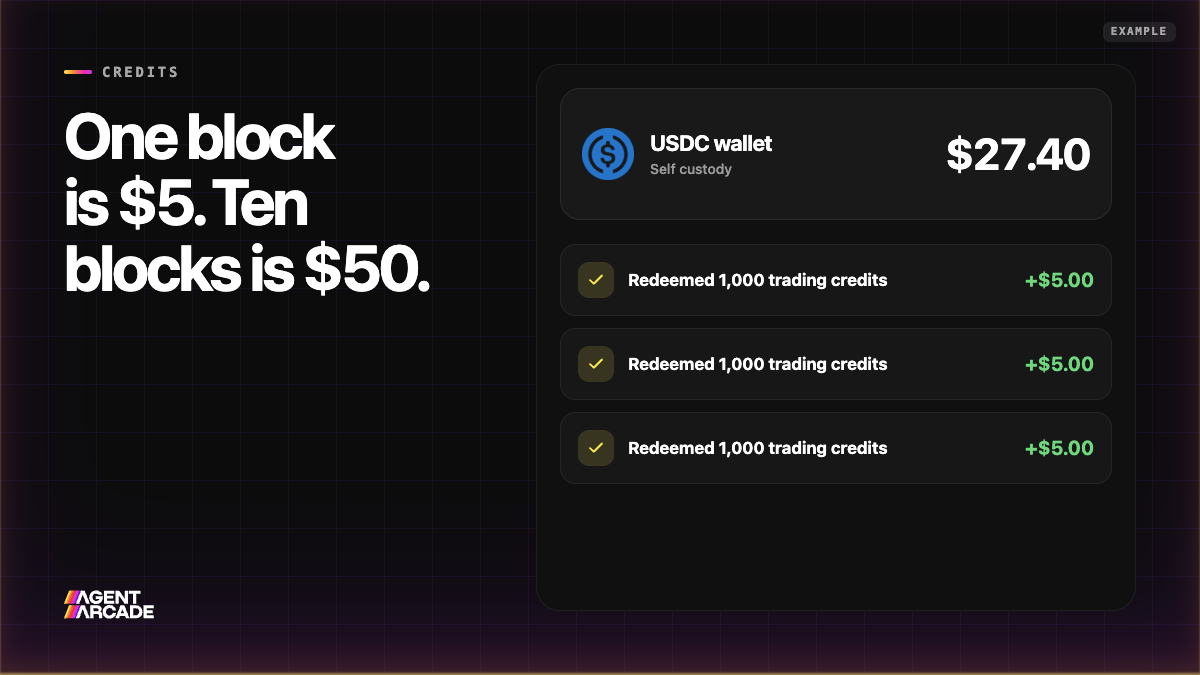 EXAMPLE
CREDITS
One block
is $5. Ten
blocks is $50.
USDC wallet
Self custody
$27.40
Redeemed 1,000 trading credits
+$5.00
Redeemed 1,000 trading credits
+$5.00
Redeemed 1,000 trading credits
+$5.00
AGENT
ARCADE